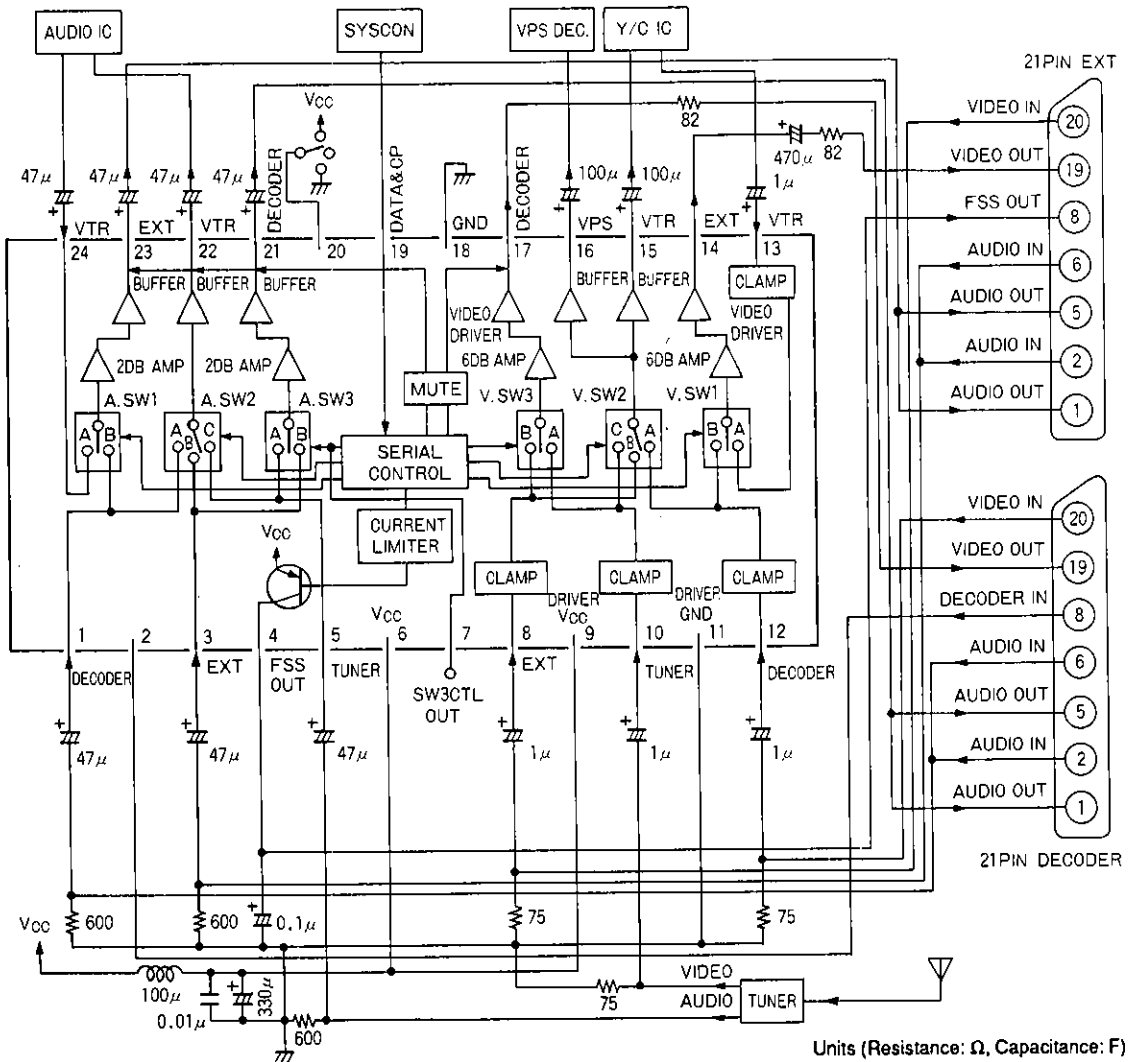 AUDIO IC SYSCON VPS DEC. Y/C IC
21PIN EXT
VIDEO IN 20
VIDEO OUT 19
FSS OUT 8
AUDIO IN 6
AUDIO OUT 5
AUDIO IN 2
AUDIO OUT 1
VCC
82
470μ 82
47μ 47μ 47μ 47μ 100μ 100μ 1μ
+ + + + + + + +
DECODER DATA&CP GND DECODER
VTR EXT VTR VPS VTR EXT VTR
24 23 22 21 20 19 18 17 16 15 14 13
BUFFER BUFFER BUFFER VIDEO DRIVER BUFFER BUFFER VIDEO DRIVER CLAMP
2DB AMP 2DB AMP 6DB AMP 6DB AMP
MUTE
A.SW1 A.SW2 A.SW3 V.SW3 V.SW2 V.SW1
A B A B C A B B A C B A B A
SERIAL CONTROL
CURRENT LIMITER
VCC
CLAMP CLAMP CLAMP
DRIVER VCC DRIVER GND
VCC
1 2 3 4 5 6 7 8 9 10 11 12
DECODER EXT FSS OUT TUNER SW3CTL OUT EXT TUNER DECODER
+ + + + + +
47μ 47μ 47μ 1μ 1μ 1μ
VIDEO IN 20
VIDEO OUT 19
DECODER IN 8
AUDIO IN 6
AUDIO OUT 5
AUDIO IN 2
AUDIO OUT 1
21PIN DECODER
VCC 600 600 + 0.1μ 75 75
100μ + 330μ
0.01μ
600
75
VIDEO
AUDIO
TUNER
Units (Resistance: Ω, Capacitance: F)